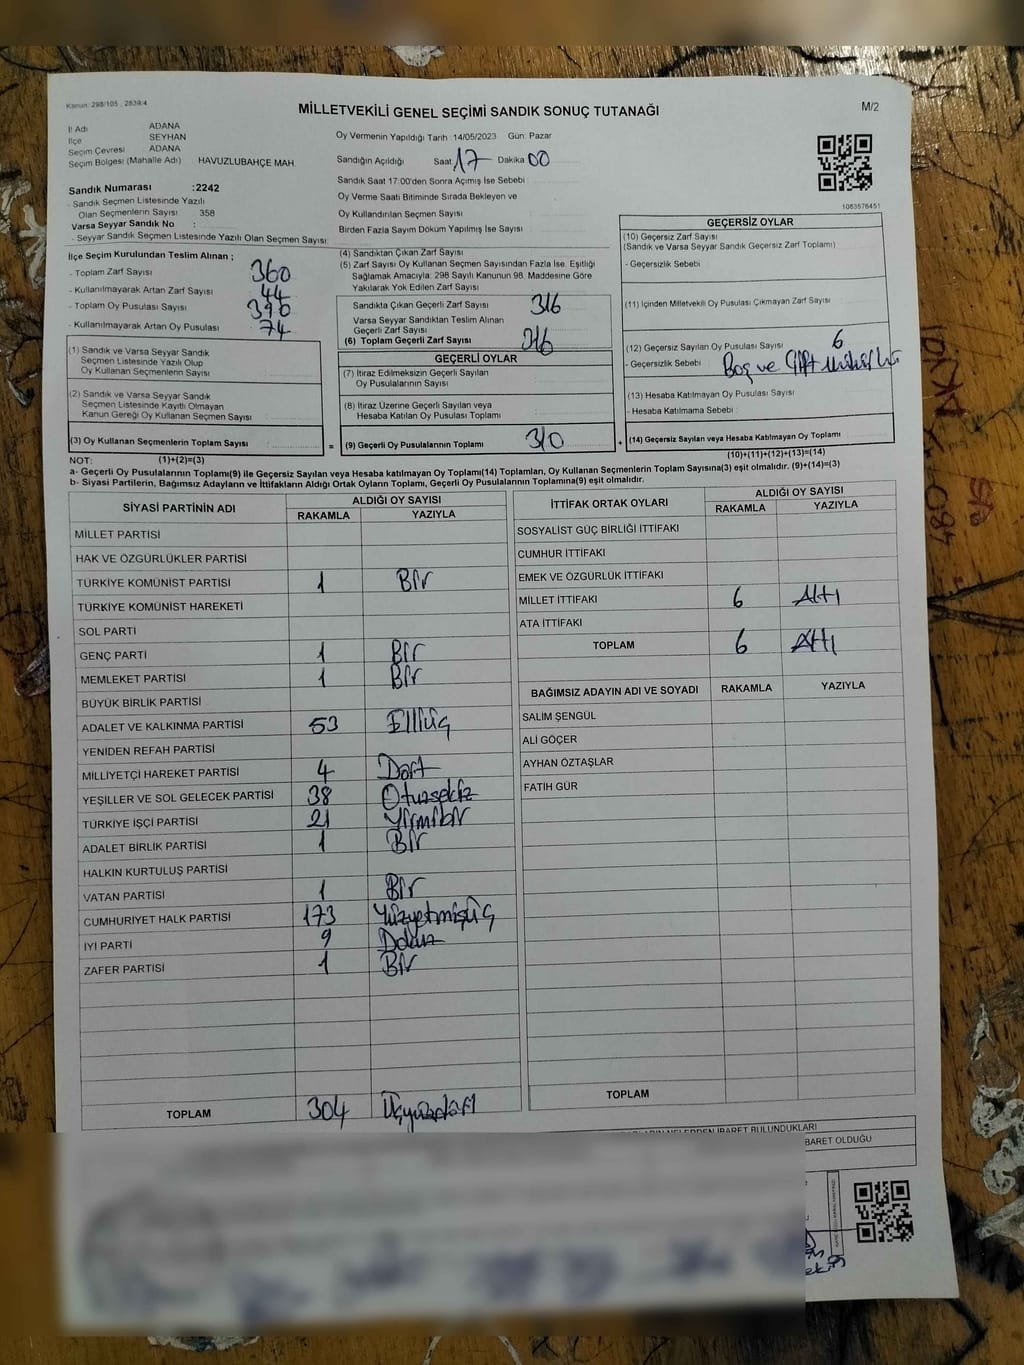 Kanun: 298/105 , 2839/4
MİLLETVEKİLİ GENEL SEÇİMİ SANDIK SONUÇ TUTANAĞI
M/2
İl Adı ADANA
İlçe SEYHAN
Seçim Çevresi ADANA
Seçim Bölgesi (Mahalle Adı) HAVUZLUBAHÇE MAH.
Sandık Numarası :2242
- Sandık Seçmen Listesinde Yazılı
Olan Seçmenlerin Sayısı 358
Varsa Seyyar Sandık No :
- Seyyar Sandık Seçmen Listesinde Yazılı Olan Seçmen Sayısı:
Oy Vermenin Yapıldığı Tarih :14/05/2023 Gün: Pazar
Sandığın Açıldığı Saat 17 Dakika 00
Sandık Saat 17:00'den Sonra Açmış İse Sebebi
Oy Verme Saati Bitiminde Sırada Bekleyen ve
Oy Kullandırılan Seçmen Sayısı
Birden Fazla Sayım Döküm Yapılmış İse Sayısı
1083576451
İlçe Seçim Kurulundan Teslim Alınan ;
- Toplam Zarf Sayısı 360
- Kullanılmayarak Artan Zarf Sayısı 44
- Toplam Oy Pusulası Sayısı 390
- Kullanılmayarak Artan Oy Pusulası 74
(1) Sandık ve Varsa Seyyar Sandık
Seçmen Listesinde Yazılı Olup
Oy Kullanan Seçmenlerin Sayısı
(2) Sandık ve Varsa Seyyar Sandık
Seçmen Listesinde Kayıtlı Olmayan
Kanun Gereği Oy Kullanan Seçmen Sayısı
(3) Oy Kullanan Seçmenlerin Toplam Sayısı =
(4) Sandıktan Çıkan Zarf Sayısı
(5) Zarf Sayısı Oy Kullanan Seçmen Sayısından Fazla İse, Eşitliği
Sağlamak Amacıyla: 298 Sayılı Kanunun 98. Maddesine Göre
Yakılarak Yok Edilen Zarf Sayısı
Sandıkta Çıkan Geçerli Zarf Sayısı 316
Varsa Seyyar Sandıktan Teslim Alınan
Geçerli Zarf Sayısı
(6) Toplam Geçerli Zarf Sayısı 316
GEÇERLİ OYLAR
(7) İtiraz Edilmeksizin Geçerli Sayılan
Oy Pusulalarının Sayısı
(8) İtiraz Üzerine Geçerli Sayılan veya
Hesaba Katılan Oy Pusulası Toplamı
(9) Geçerli Oy Pusulalarının Toplamı 310 +
GEÇERSİZ OYLAR
(10) Geçersiz Zarf Sayısı
(Sandık ve Varsa Seyyar Sandık Geçersiz Zarf Toplamı)
- Geçersizlik Sebebi
(11) İçinden Milletvekili Oy Pusulası Çıkmayan Zarf Sayısı
(12) Geçersiz Sayılan Oy Pusulası Sayısı 6
- Geçersizlik Sebebi Boş ve Çift
(13) Hesaba Katılmayan Oy Pusulası Sayısı
- Hesaba Katılmama Sebebi :
(14) Geçersiz Sayılan veya Hesaba Katılmayan Oy Toplamı
NOT: (1)+(2)=(3) (10)+(11)+(12)+(13)=(14)
a- Geçerli Oy Pusulalarının Toplamı(9) ile Geçersiz Sayılan veya Hesaba katılmayan Oy Toplamı(14) Toplamları, Oy Kullanan Seçmenlerin Toplam Sayısına(3) eşit olmalıdır. (9)+(14)=(3)
b- Siyasi Partilerin, Bağımsız Adayların ve İttifakların Aldığı Ortak Oyların Toplamı, Geçerli Oy Pusulalarının Toplamına(9) eşit olmalıdır.
SİYASİ PARTİNİN ADI ALDIĞI OY SAYISI
RAKAMLA YAZIYLA
MİLLET PARTİSİ
HAK VE ÖZGÜRLÜKLER PARTİSİ
TÜRKİYE KOMÜNİST PARTİSİ 1 Bir
TÜRKİYE KOMÜNİST HAREKETİ
SOL PARTİ
GENÇ PARTİ 1 Bir
MEMLEKET PARTİSİ 1 Bir
BÜYÜK BİRLİK PARTİSİ
ADALET VE KALKINMA PARTİSİ 53 Elliüç
YENİDEN REFAH PARTİSİ
MİLLİYETÇİ HAREKET PARTİSİ 4 Dört
YEŞİLLER VE SOL GELECEK PARTİSİ 38 Otuzsekiz
TÜRKİYE İŞÇİ PARTİSİ 21 Yirmibir
ADALET BİRLİK PARTİSİ 1 Bir
HALKIN KURTULUŞ PARTİSİ
VATAN PARTİSİ 1 Bir
CUMHURİYET HALK PARTİSİ 173 Yüzyetmişüç
İYİ PARTİ 9 Dokuz
ZAFER PARTİSİ 1 Bir
TOPLAM 304 Üçyüzdört
İTTİFAK ORTAK OYLARI ALDIĞI OY SAYISI
RAKAMLA YAZIYLA
SOSYALİST GÜÇ BİRLİĞİ İTTİFAKI
CUMHUR İTTİFAKI
EMEK VE ÖZGÜRLÜK İTTİFAKI
MİLLET İTTİFAKI 6 Altı
ATA İTTİFAKI
TOPLAM 6 Altı
BAĞIMSIZ ADAYIN ADI VE SOYADI RAKAMLA YAZIYLA
SALİM ŞENGÜL
ALİ GÖÇER
AYHAN ÖZTAŞLAR
FATİH GÜR
TOPLAM
NELERDEN İBARET BULUNDUKLARI
BARET OLDUĞU